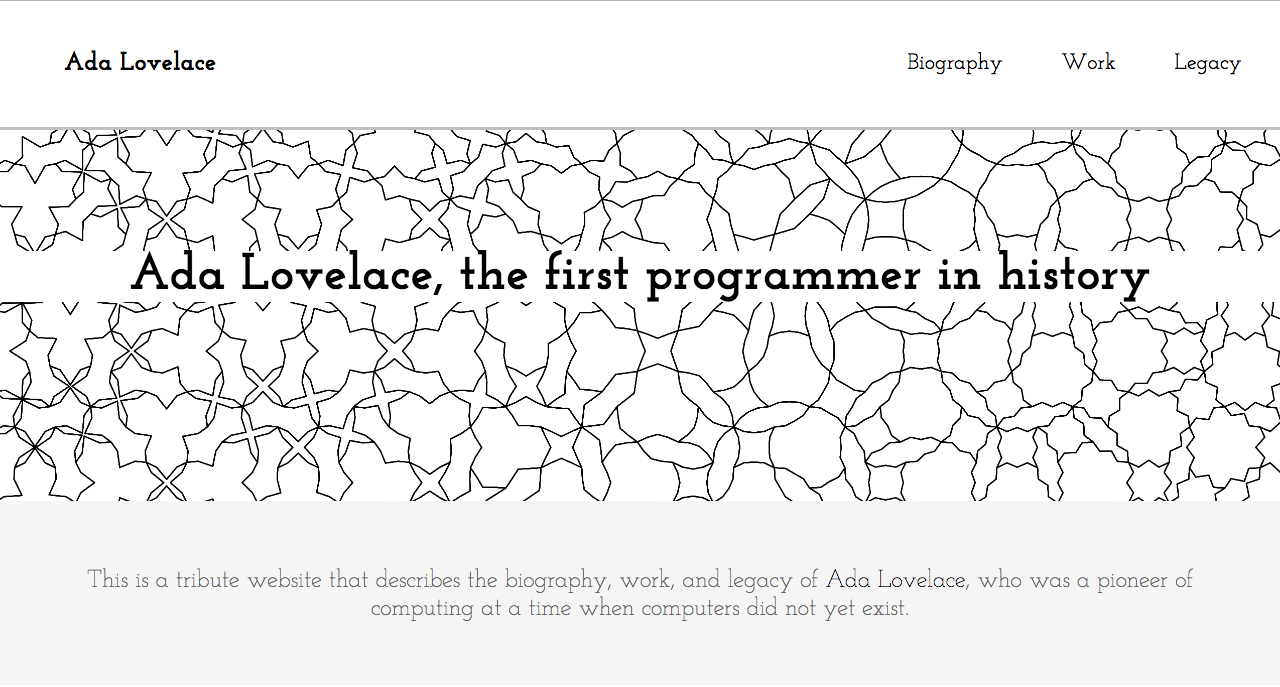 Ada Lovelace
Biography
Work
Legacy
Ada Lovelace, the first programmer in history
This is a tribute website that describes the biography, work, and legacy of Ada Lovelace, who was a pioneer of
computing at a time when computers did not yet exist.